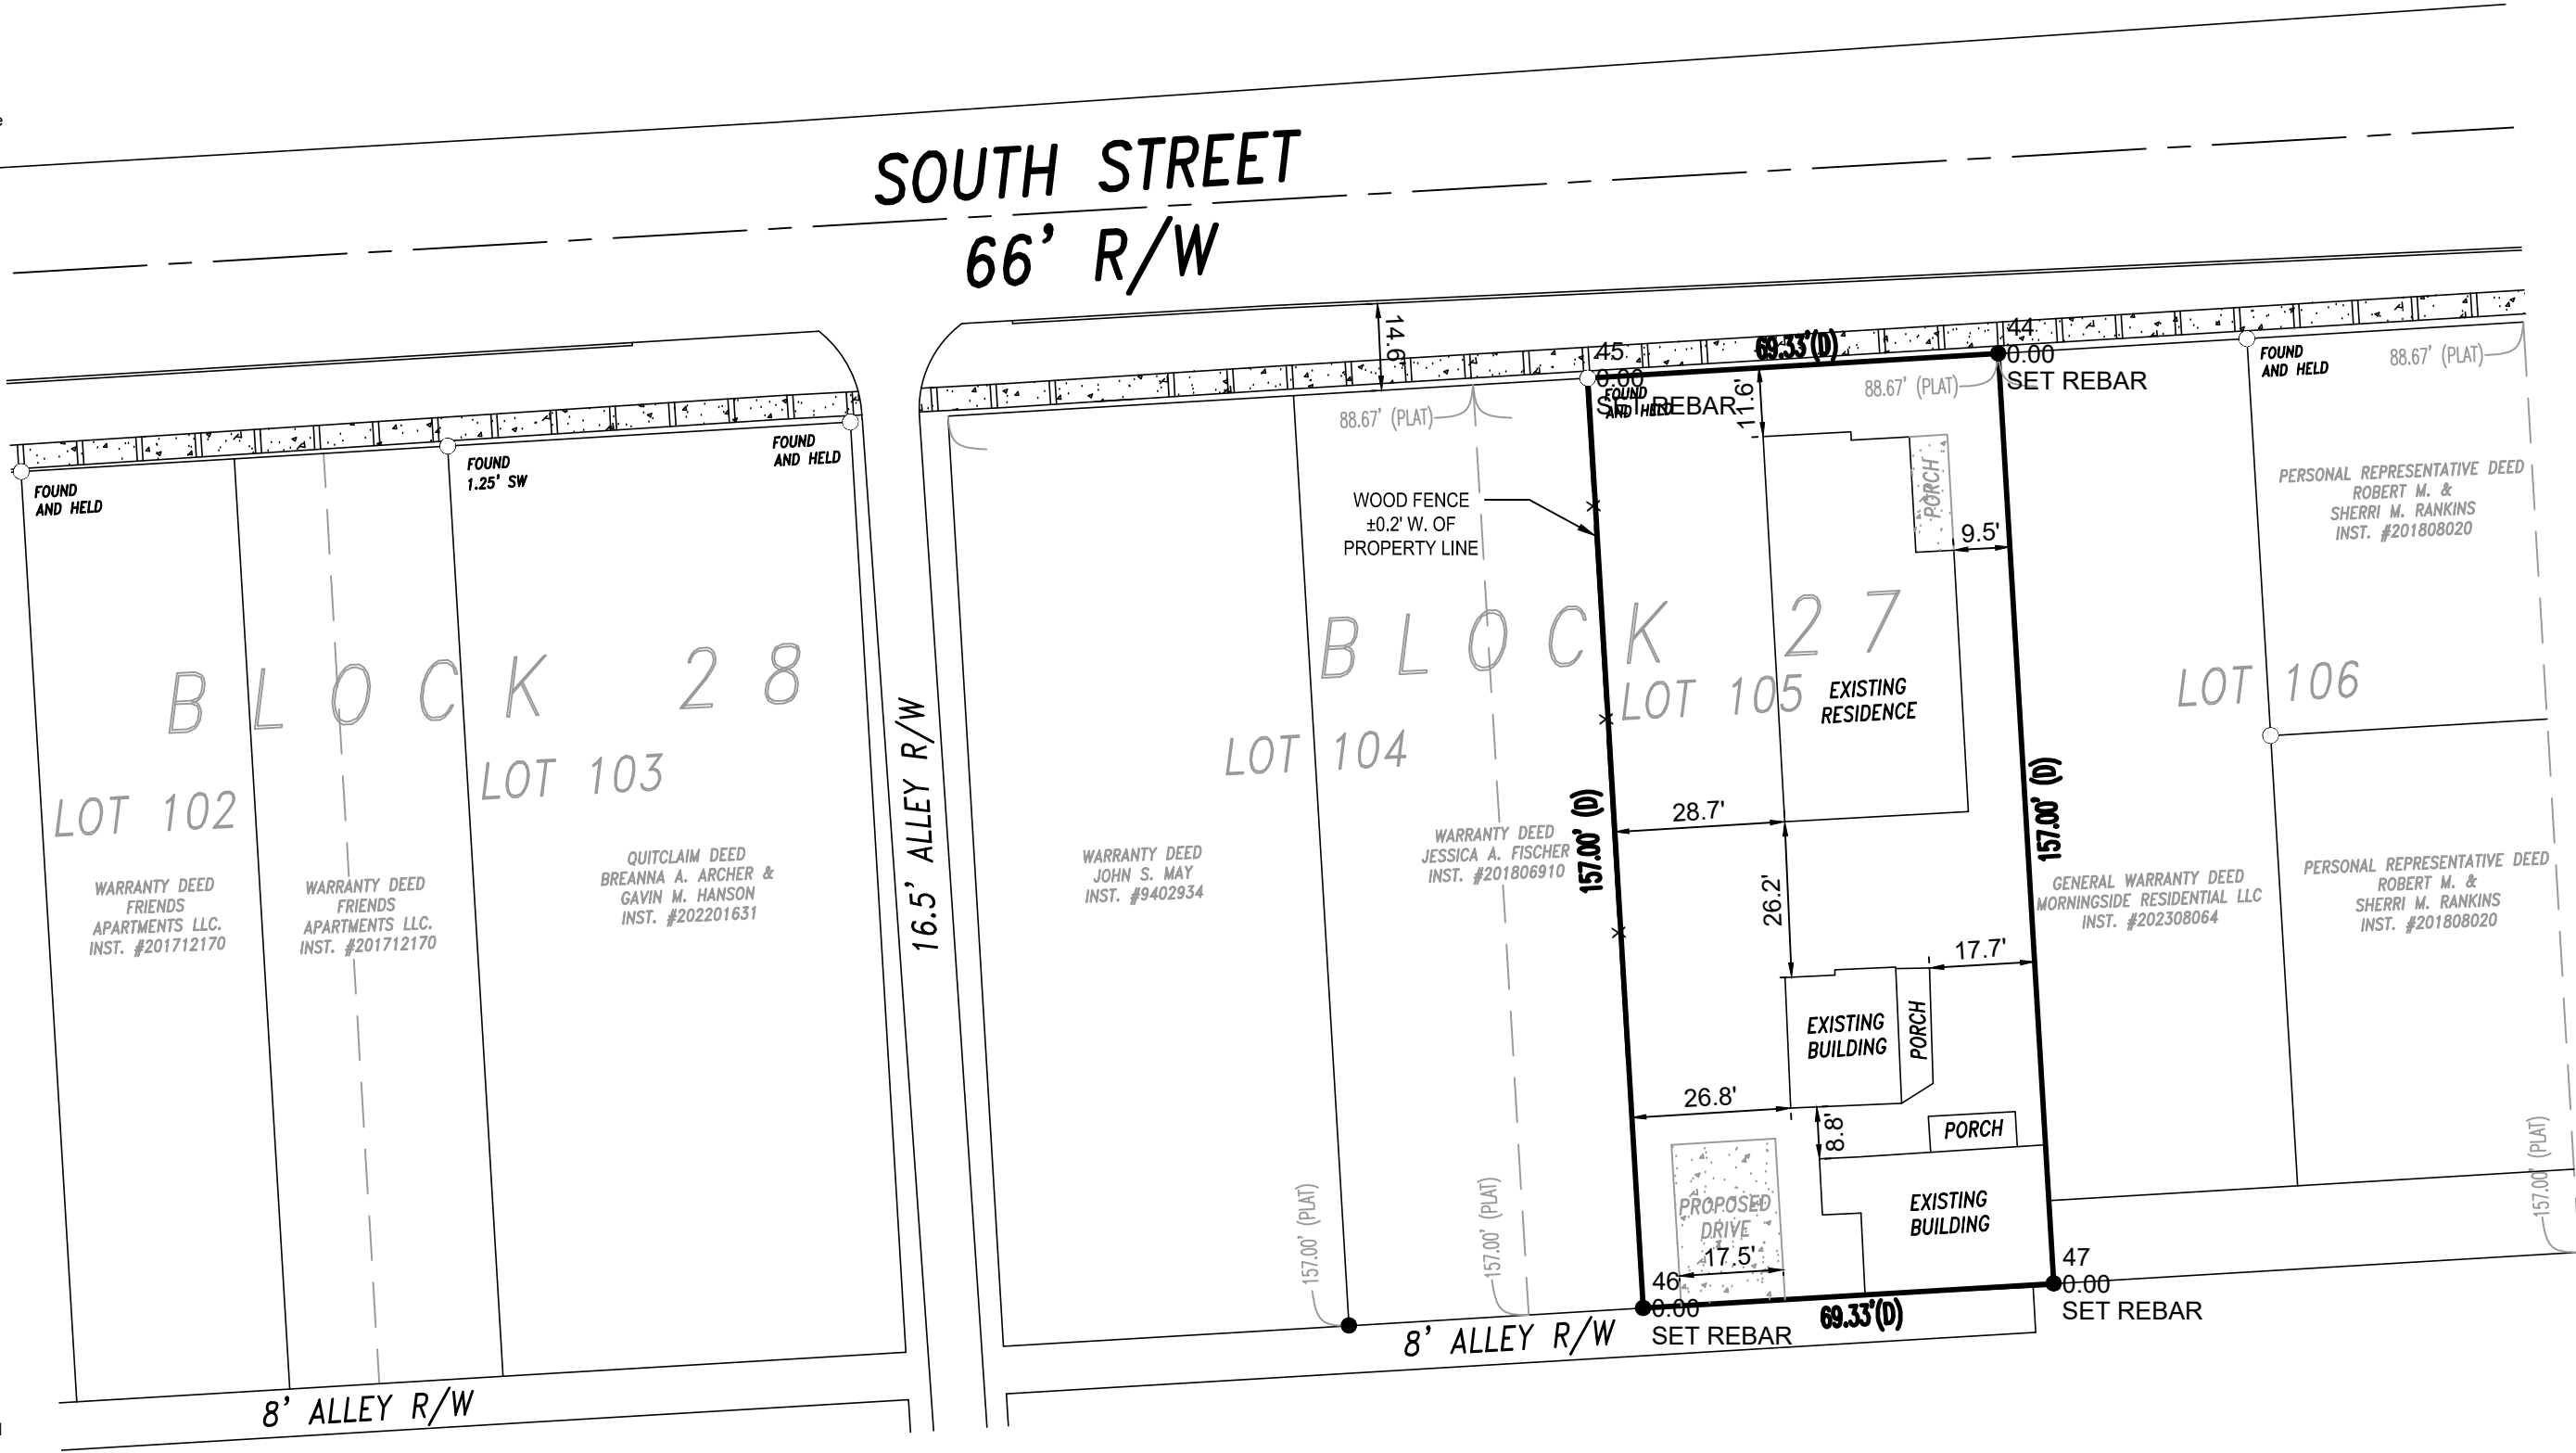 SOUTH STREET
66' R/W
14.6'
45
0.00
SET REBAR
FOUND
AND HELD
69.33'(D)
44
0.00
SET REBAR
88.67' (PLAT)
88.67' (PLAT)
88.67' (PLAT)
FOUND
AND HELD
FOUND
AND HELD
FOUND
1.25' SW
FOUND
AND HELD
11.6'
PORCH
9.5'
WOOD FENCE
±0.2' W. OF
PROPERTY LINE
BLOCK 28
BLOCK 27
LOT 102
LOT 103
LOT 104
LOT 105
LOT 106
EXISTING
RESIDENCE
PERSONAL REPRESENTATIVE DEED
ROBERT M. &
SHERRI M. RANKINS
INST. #201808020
WARRANTY DEED
FRIENDS
APARTMENTS LLC.
INST. #201712170
WARRANTY DEED
FRIENDS
APARTMENTS LLC.
INST. #201712170
QUITCLAIM DEED
BREANNA A. ARCHER &
GAVIN M. HANSON
INST. #202201631
16.5' ALLEY R/W
WARRANTY DEED
JOHN S. MAY
INST. #9402934
WARRANTY DEED
JESSICA A. FISCHER
INST. #201806910
157.00' (D)
28.7'
26.2'
157.00' (D)
GENERAL WARRANTY DEED
MORNINGSIDE RESIDENTIAL LLC
INST. #202308064
PERSONAL REPRESENTATIVE DEED
ROBERT M. &
SHERRI M. RANKINS
INST. #201808020
17.7'
EXISTING
BUILDING
PORCH
26.8'
8.8'
PORCH
EXISTING
BUILDING
PROPOSED
DRIVE
17.5'
157.00' (PLAT)
157.00' (PLAT)
157.00' (PLAT)
46
0.00
SET REBAR
69.33'(D)
47
0.00
SET REBAR
8' ALLEY R/W
8' ALLEY R/W